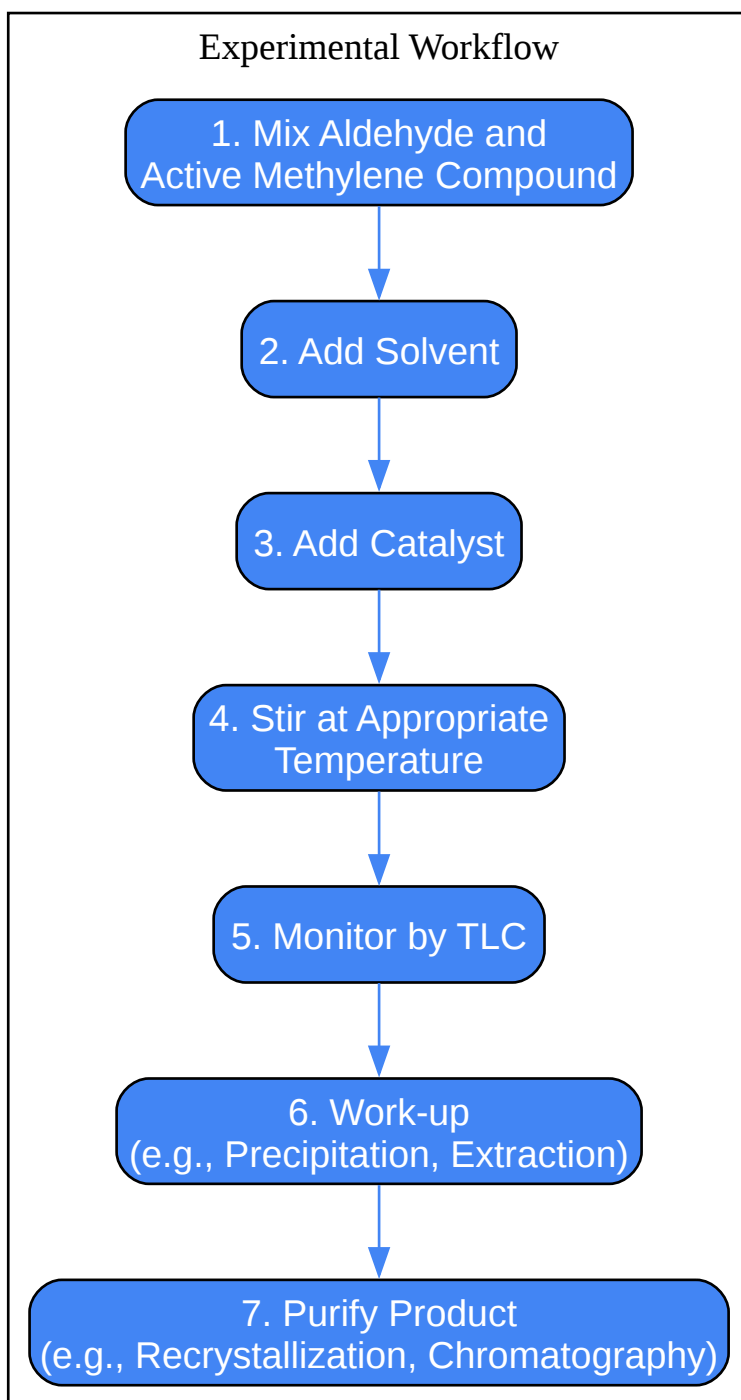 Experimental Workflow
1. Mix Aldehyde and
Active Methylene Compound
2. Add Solvent
3. Add Catalyst
4. Stir at Appropriate
Temperature
5. Monitor by TLC
6. Work-up
(e.g., Precipitation, Extraction)
7. Purify Product
(e.g., Recrystallization, Chromatography)